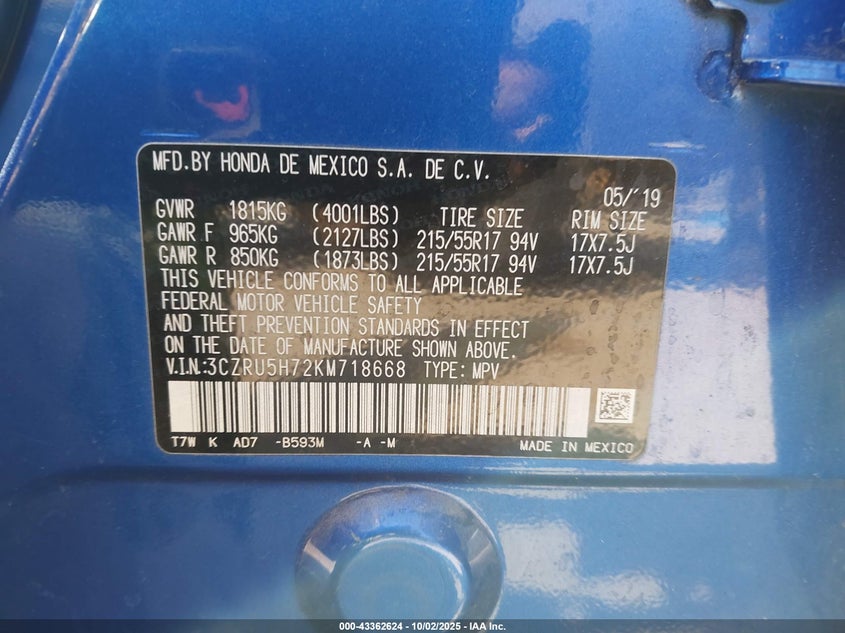 MFD.BY HONDA DE MEXICO S.A. DE C.V.
05/'19
GVWR 1815KG (4001LBS) TIRE SIZE RIM SIZE
GAWR F 965KG (2127LBS) 215/55R17 94V 17X7.5J
GAWR R 850KG (1873LBS) 215/55R17 94V 17X7.5J
THIS VEHICLE CONFORMS TO ALL APPLICABLE
FEDERAL MOTOR VEHICLE SAFETY
AND THEFT PREVENTION STANDARDS IN EFFECT
ON THE DATE OF MANUFACTURE SHOWN ABOVE.
V.I.N:3CZRU5H72KM718668 TYPE: MPV
T7W K AD7 -B593M -A -M MADE IN MEXICO
000-43362624 - 10/02/2025 - IAA Inc.